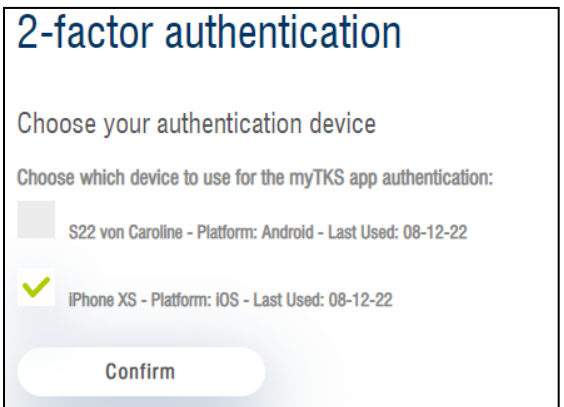 2-factor authentication
Choose your authentication device
Choose which device to use for the myTKS app authentication:
S22 von Caroline - Platform: Android - Last Used: 08-12-22
iPhone XS - Platform: iOS - Last Used: 08-12-22
Confirm